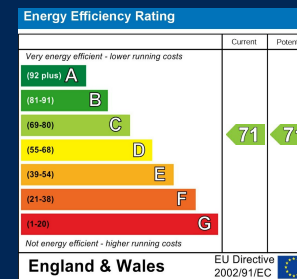 Energy Efficiency Rating
Current
Very energy efficient - lower running costs
(92 plus) A
(81-91) B
(69-80) C
71
(55-68) D
(39-54) E
(21-38) F
(1-20) G
Not energy efficient - higher running costs
England & Wales
EU Directive
2002/91/EC